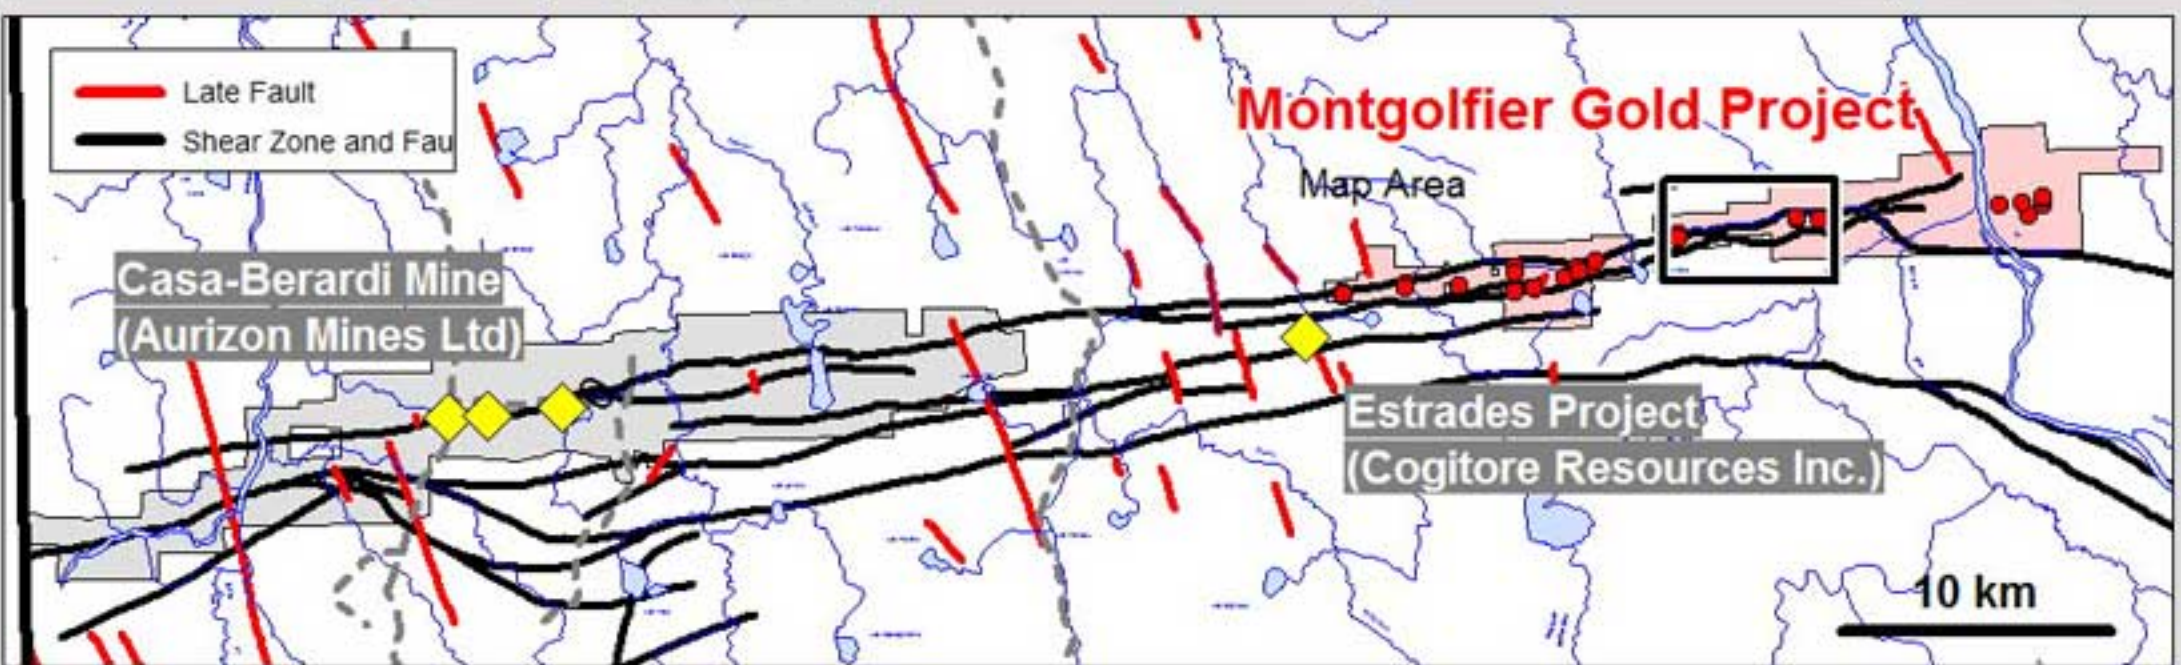 Late Fault
Shear Zone and Fau
Montgolfier Gold Project
Map Area
Casa-Berardi Mine
(Aurizon Mines Ltd)
Estrades Project
(Cogitore Resources Inc.)
10 km